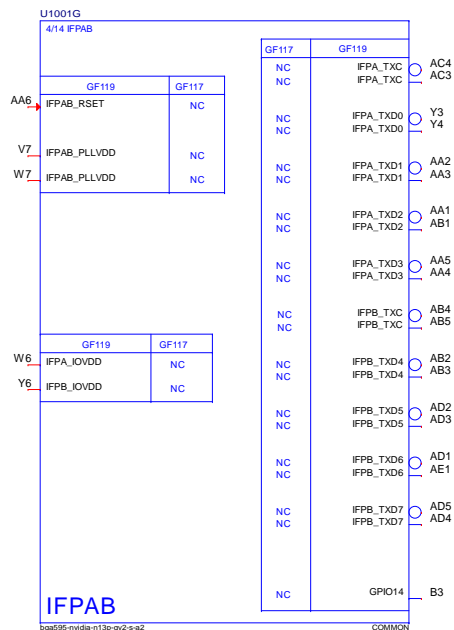 U1001G
4/14 IFPAB
GF119 GF117
AA6 IFPAB_RSET NC
V7 IFPAB_PLLVDD NC
W7 IFPAB_PLLVDD NC
GF119 GF117
W6 IFPA_IOVDD NC
Y6 IFPB_IOVDD NC
GF117 GF119
NC IFPA_TXC AC4
NC IFPA_TXC AC3
NC IFPA_TXD0 Y3
NC IFPA_TXD0 Y4
NC IFPA_TXD1 AA2
NC IFPA_TXD1 AA3
NC IFPA_TXD2 AA1
NC IFPA_TXD2 AB1
NC IFPA_TXD3 AA5
NC IFPA_TXD3 AA4
NC IFPB_TXC AB4
NC IFPB_TXC AB5
NC IFPB_TXD4 AB2
NC IFPB_TXD4 AB3
NC IFPB_TXD5 AD2
NC IFPB_TXD5 AD3
NC IFPB_TXD6 AD1
NC IFPB_TXD6 AE1
NC IFPB_TXD7 AD5
NC IFPB_TXD7 AD4
NC GPIO14 B3
IFPAB
bga595-nvidia-n13p-gv2-s-a2 COMMON